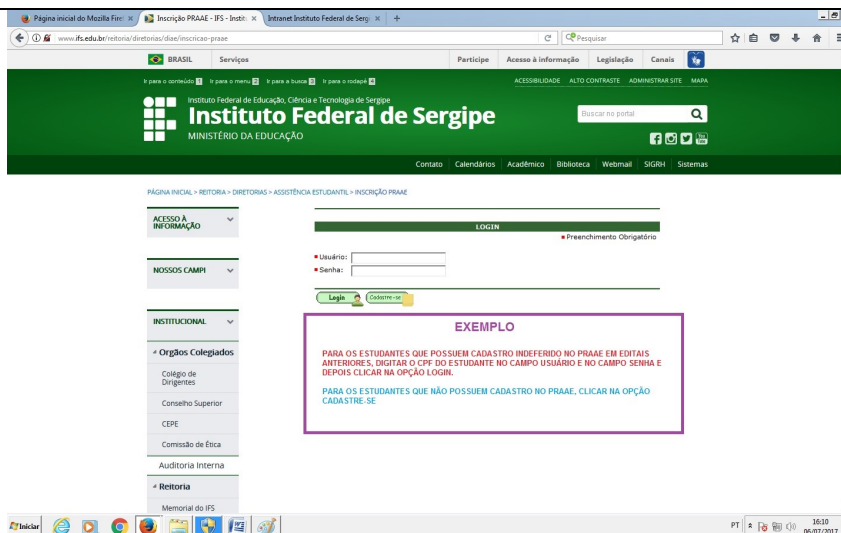 Página inicial do Mozilla Fire
Inscrição PRAAE - IFS - Instit
Intranet Instituto Federal de Serg
www.ifs.edu.br/reitoria/diretorias/diae/inscricao-praae
Pesquisar
BRASIL Serviços Participe Acesso à informação Legislação Canais
Ir para o conteúdo 1 Ir para o menu 2 Ir para a busca 3 Ir para o rodapé 4 ACESSIBILIDADE ALTO CONTRASTE ADMINISTRAR SITE MAPA
Instituto Federal de Educação, Ciência e Tecnologia de Sergipe
Instituto Federal de Sergipe
MINISTÉRIO DA EDUCAÇÃO
Buscar no portal
Contato Calendários Acadêmico Biblioteca Webmail SIGRH Sistemas
PÁGINA INICIAL > REITORIA > DIRETORIAS > ASSISTÊNCIA ESTUDANTIL > INSCRIÇÃO PRAAE
ACESSO À
INFORMAÇÃO
NOSSOS CAMPI
INSTITUCIONAL
Orgãos Colegiados
Colégio de
Dirigentes
Conselho Superior
CEPE
Comissão de Ética
Auditoria Interna
Reitoria
Memorial do IFS
LOGIN
Preenchimento Obrigatório
Usuário:
Senha:
Login Cadastre-se
EXEMPLO
PARA OS ESTUDANTES QUE POSSUEM CADASTRO INDEFERIDO NO PRAAE EM EDITAIS
ANTERIORES, DIGITAR O CPF DO ESTUDANTE NO CAMPO USUÁRIO E NO CAMPO SENHA E
DEPOIS CLICAR NA OPÇÃO LOGIN.
PARA OS ESTUDANTES QUE NÃO POSSUEM CADASTRO NO PRAAE, CLICAR NA OPÇÃO
CADASTRE-SE
Iniciar
PT
16:10
06/07/2017